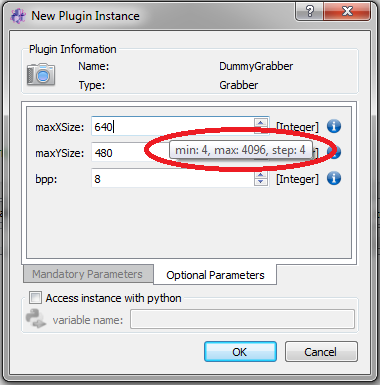 New Plugin Instance
Plugin Information
Name: DummyGrabber
Type: Grabber
maxXSize: 640 [Integer]
min: 4, max: 4096, step: 4
maxYSize: 480 [Integer]
bpp: 8 [Integer]
Mandatory Parameters Optional Parameters
Access instance with python
variable name:
OK Cancel